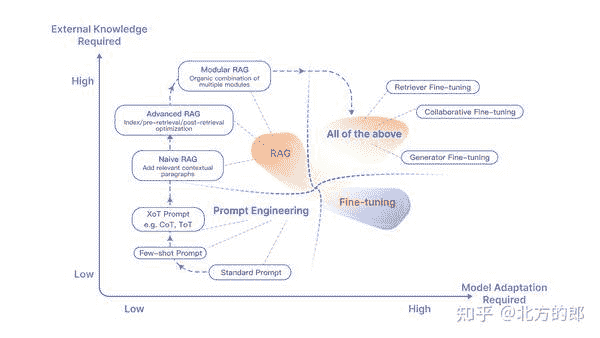 External Knowledge
Required
High
Modular RAG
Organic combination of
multiple modules
Retriever Fine-tuning
Advanced RAG
Index/pre-retrieval/post-retrieval
optimization
Collaborative Fine-tuning
All of the above
RAG
Generator Fine-tuning
Naive RAG
Add relevant contextual
paragraphs
Fine-tuning
XoT Prompt
e.g. CoT, ToT
Prompt Engineering
Few-shot Prompt
Standard Prompt
Low
Low
High
Model Adaptation
Required
知乎 @北方的郎